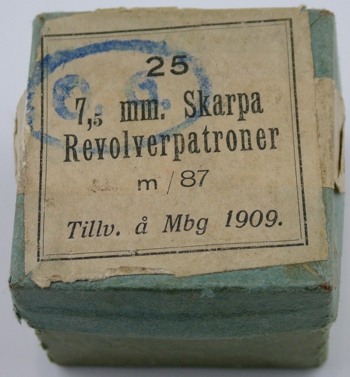 25
7,5 mm. Skarpa
Revolverpatroner
m/87
Tillv. å Mbg 1909.